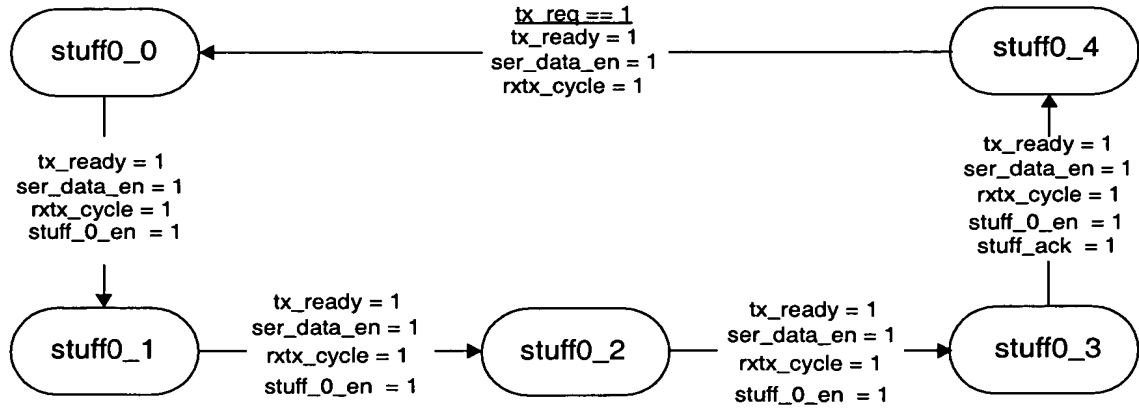 stuff0_0
tx_req == 1
tx_ready = 1
ser_data_en = 1
rxtx_cycle = 1
stuff0_4
tx_ready = 1
ser_data_en = 1
rxtx_cycle = 1
stuff_0_en = 1
tx_ready = 1
ser_data_en = 1
rxtx_cycle = 1
stuff_0_en = 1
stuff_ack = 1
stuff0_1
tx_ready = 1
ser_data_en = 1
rxtx_cycle = 1
stuff_0_en = 1
stuff0_2
tx_ready = 1
ser_data_en = 1
rxtx_cycle = 1
stuff_0_en = 1
stuff0_3